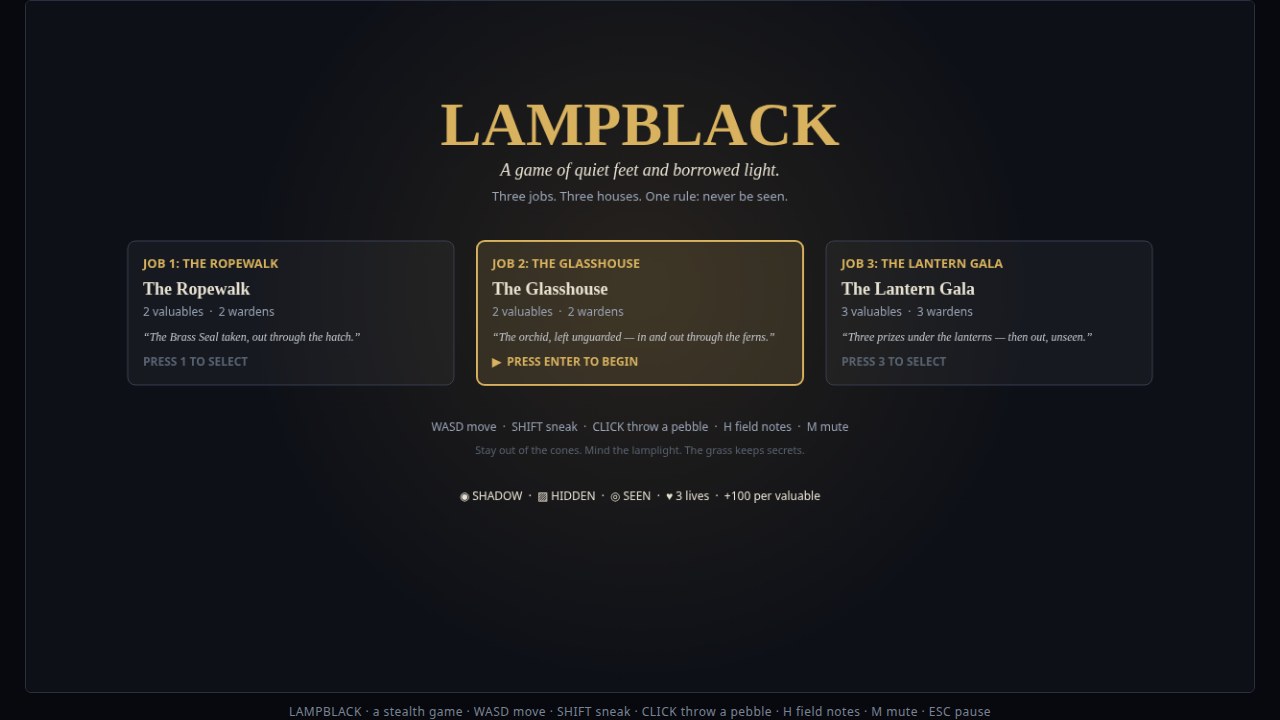 LAMPBLACK
A game of quiet feet and borrowed light.
Three jobs. Three houses. One rule: never be seen.
JOB 1: THE ROPEWALK
The Ropewalk
2 valuables · 2 wardens
“The Brass Seal taken, out through the hatch.”
PRESS 1 TO SELECT
JOB 2: THE GLASSHOUSE
The Glasshouse
2 valuables · 2 wardens
“The orchid, left unguarded — in and out through the ferns.”
▶ PRESS ENTER TO BEGIN
JOB 3: THE LANTERN GALA
The Lantern Gala
3 valuables · 3 wardens
“Three prizes under the lanterns — then out, unseen.”
PRESS 3 TO SELECT
WASD move · SHIFT sneak · CLICK throw a pebble · H field notes · M mute
Stay out of the cones. Mind the lamplight. The grass keeps secrets.
◉ SHADOW · ▨ HIDDEN · ◎ SEEN · ♥ 3 lives · +100 per valuable
LAMPBLACK · a stealth game · WASD move · SHIFT sneak · CLICK throw a pebble · H field notes · M mute · ESC pause